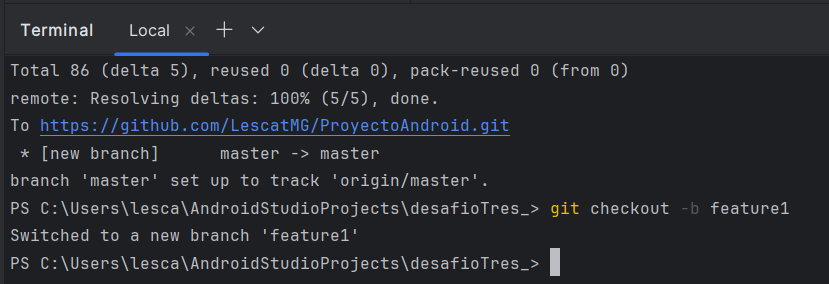 Terminal Local × +
Total 86 (delta 5), reused 0 (delta 0), pack-reused 0 (from 0)
remote: Resolving deltas: 100% (5/5), done.
To https://github.com/LescatMG/ProyectoAndroid.git
 * [new branch]      master -> master
branch 'master' set up to track 'origin/master'.
PS C:\Users\lesca\AndroidStudioProjects\desafioTres_> git checkout -b feature1
Switched to a new branch 'feature1'
PS C:\Users\lesca\AndroidStudioProjects\desafioTres_>